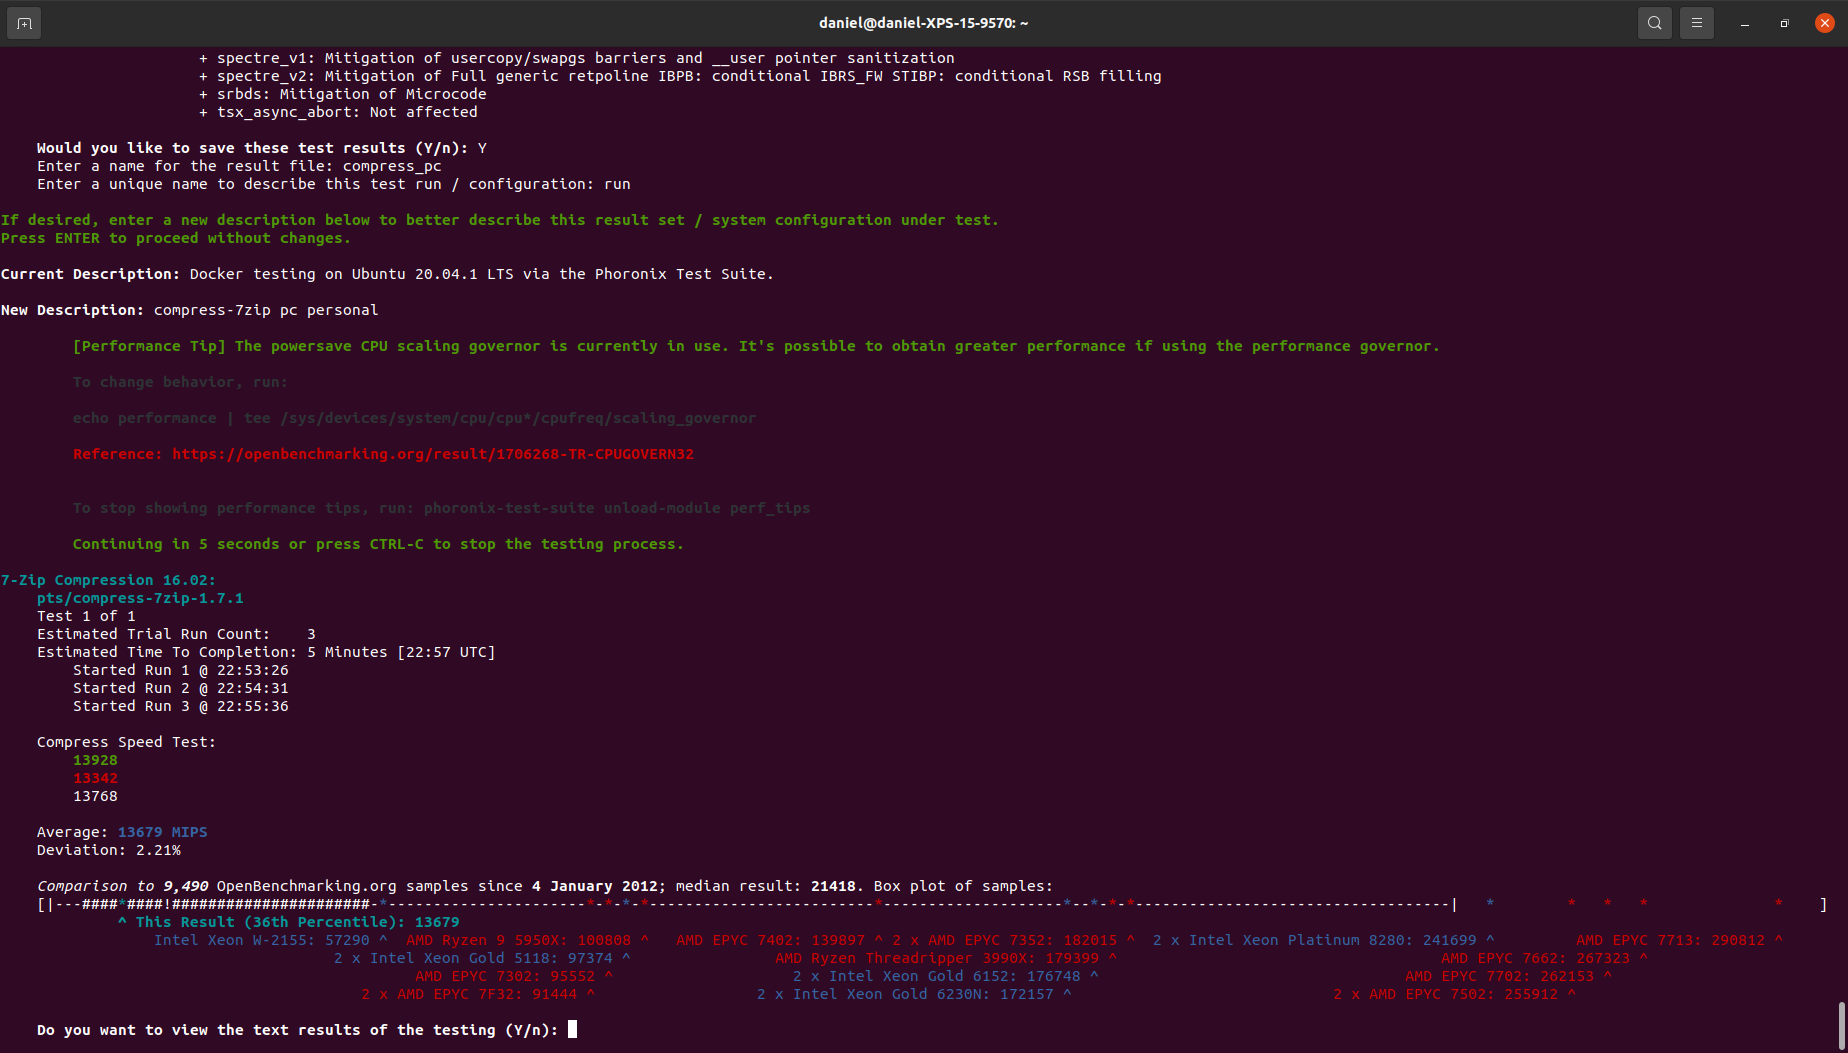 daniel@daniel-XPS-15-9570: ~
+ spectre_v1: Mitigation of usercopy/swapgs barriers and __user pointer sanitization
+ spectre_v2: Mitigation of Full generic retpoline IBPB: conditional IBRS_FW STIBP: conditional RSB filling
+ srbds: Mitigation of Microcode
+ tsx_async_abort: Not affected
Would you like to save these test results (Y/n): Y
Enter a name for the result file: compress_pc
Enter a unique name to describe this test run / configuration: run
If desired, enter a new description below to better describe this result set / system configuration under test.
Press ENTER to proceed without changes.
Current Description: Docker testing on Ubuntu 20.04.1 LTS via the Phoronix Test Suite.
New Description: compress-7zip pc personal
[Performance Tip] The powersave CPU scaling governor is currently in use. It's possible to obtain greater performance if using the performance governor.
To change behavior, run:
echo performance | tee /sys/devices/system/cpu/cpu*/cpufreq/scaling_governor
Reference: https://openbenchmarking.org/result/1706268-TR-CPUGOVERN32
To stop showing performance tips, run: phoronix-test-suite unload-module perf_tips
Continuing in 5 seconds or press CTRL-C to stop the testing process.
7-Zip Compression 16.02:
pts/compress-7zip-1.7.1
Test 1 of 1
Estimated Trial Run Count:    3
Estimated Time To Completion: 5 Minutes [22:57 UTC]
Started Run 1 @ 22:53:26
Started Run 2 @ 22:54:31
Started Run 3 @ 22:55:36
Compress Speed Test:
13928
13342
13768
Average: 13679 MIPS
Deviation: 2.21%
Comparison to 9,490 OpenBenchmarking.org samples since 4 January 2012; median result: 21418. Box plot of samples:
[|---####*####!######################-*----------------------*-*-*-*-------------------------*--------------------*--*-*-*-----------------------------------|   *        *   *   *              *    ]
^ This Result (36th Percentile): 13679
Intel Xeon W-2155: 57290 ^  AMD Ryzen 9 5950X: 100808 ^   AMD EPYC 7402: 139897 ^ 2 x AMD EPYC 7352: 182015 ^  2 x Intel Xeon Platinum 8280: 241699 ^         AMD EPYC 7713: 290812 ^
2 x Intel Xeon Gold 5118: 97374 ^                AMD Ryzen Threadripper 3990X: 179399 ^                                    AMD EPYC 7662: 267323 ^
AMD EPYC 7302: 95552 ^                    2 x Intel Xeon Gold 6152: 176748 ^                                  AMD EPYC 7702: 262153 ^
2 x AMD EPYC 7F32: 91444 ^                  2 x Intel Xeon Gold 6230N: 172157 ^                             2 x AMD EPYC 7502: 255912 ^
Do you want to view the text results of the testing (Y/n):